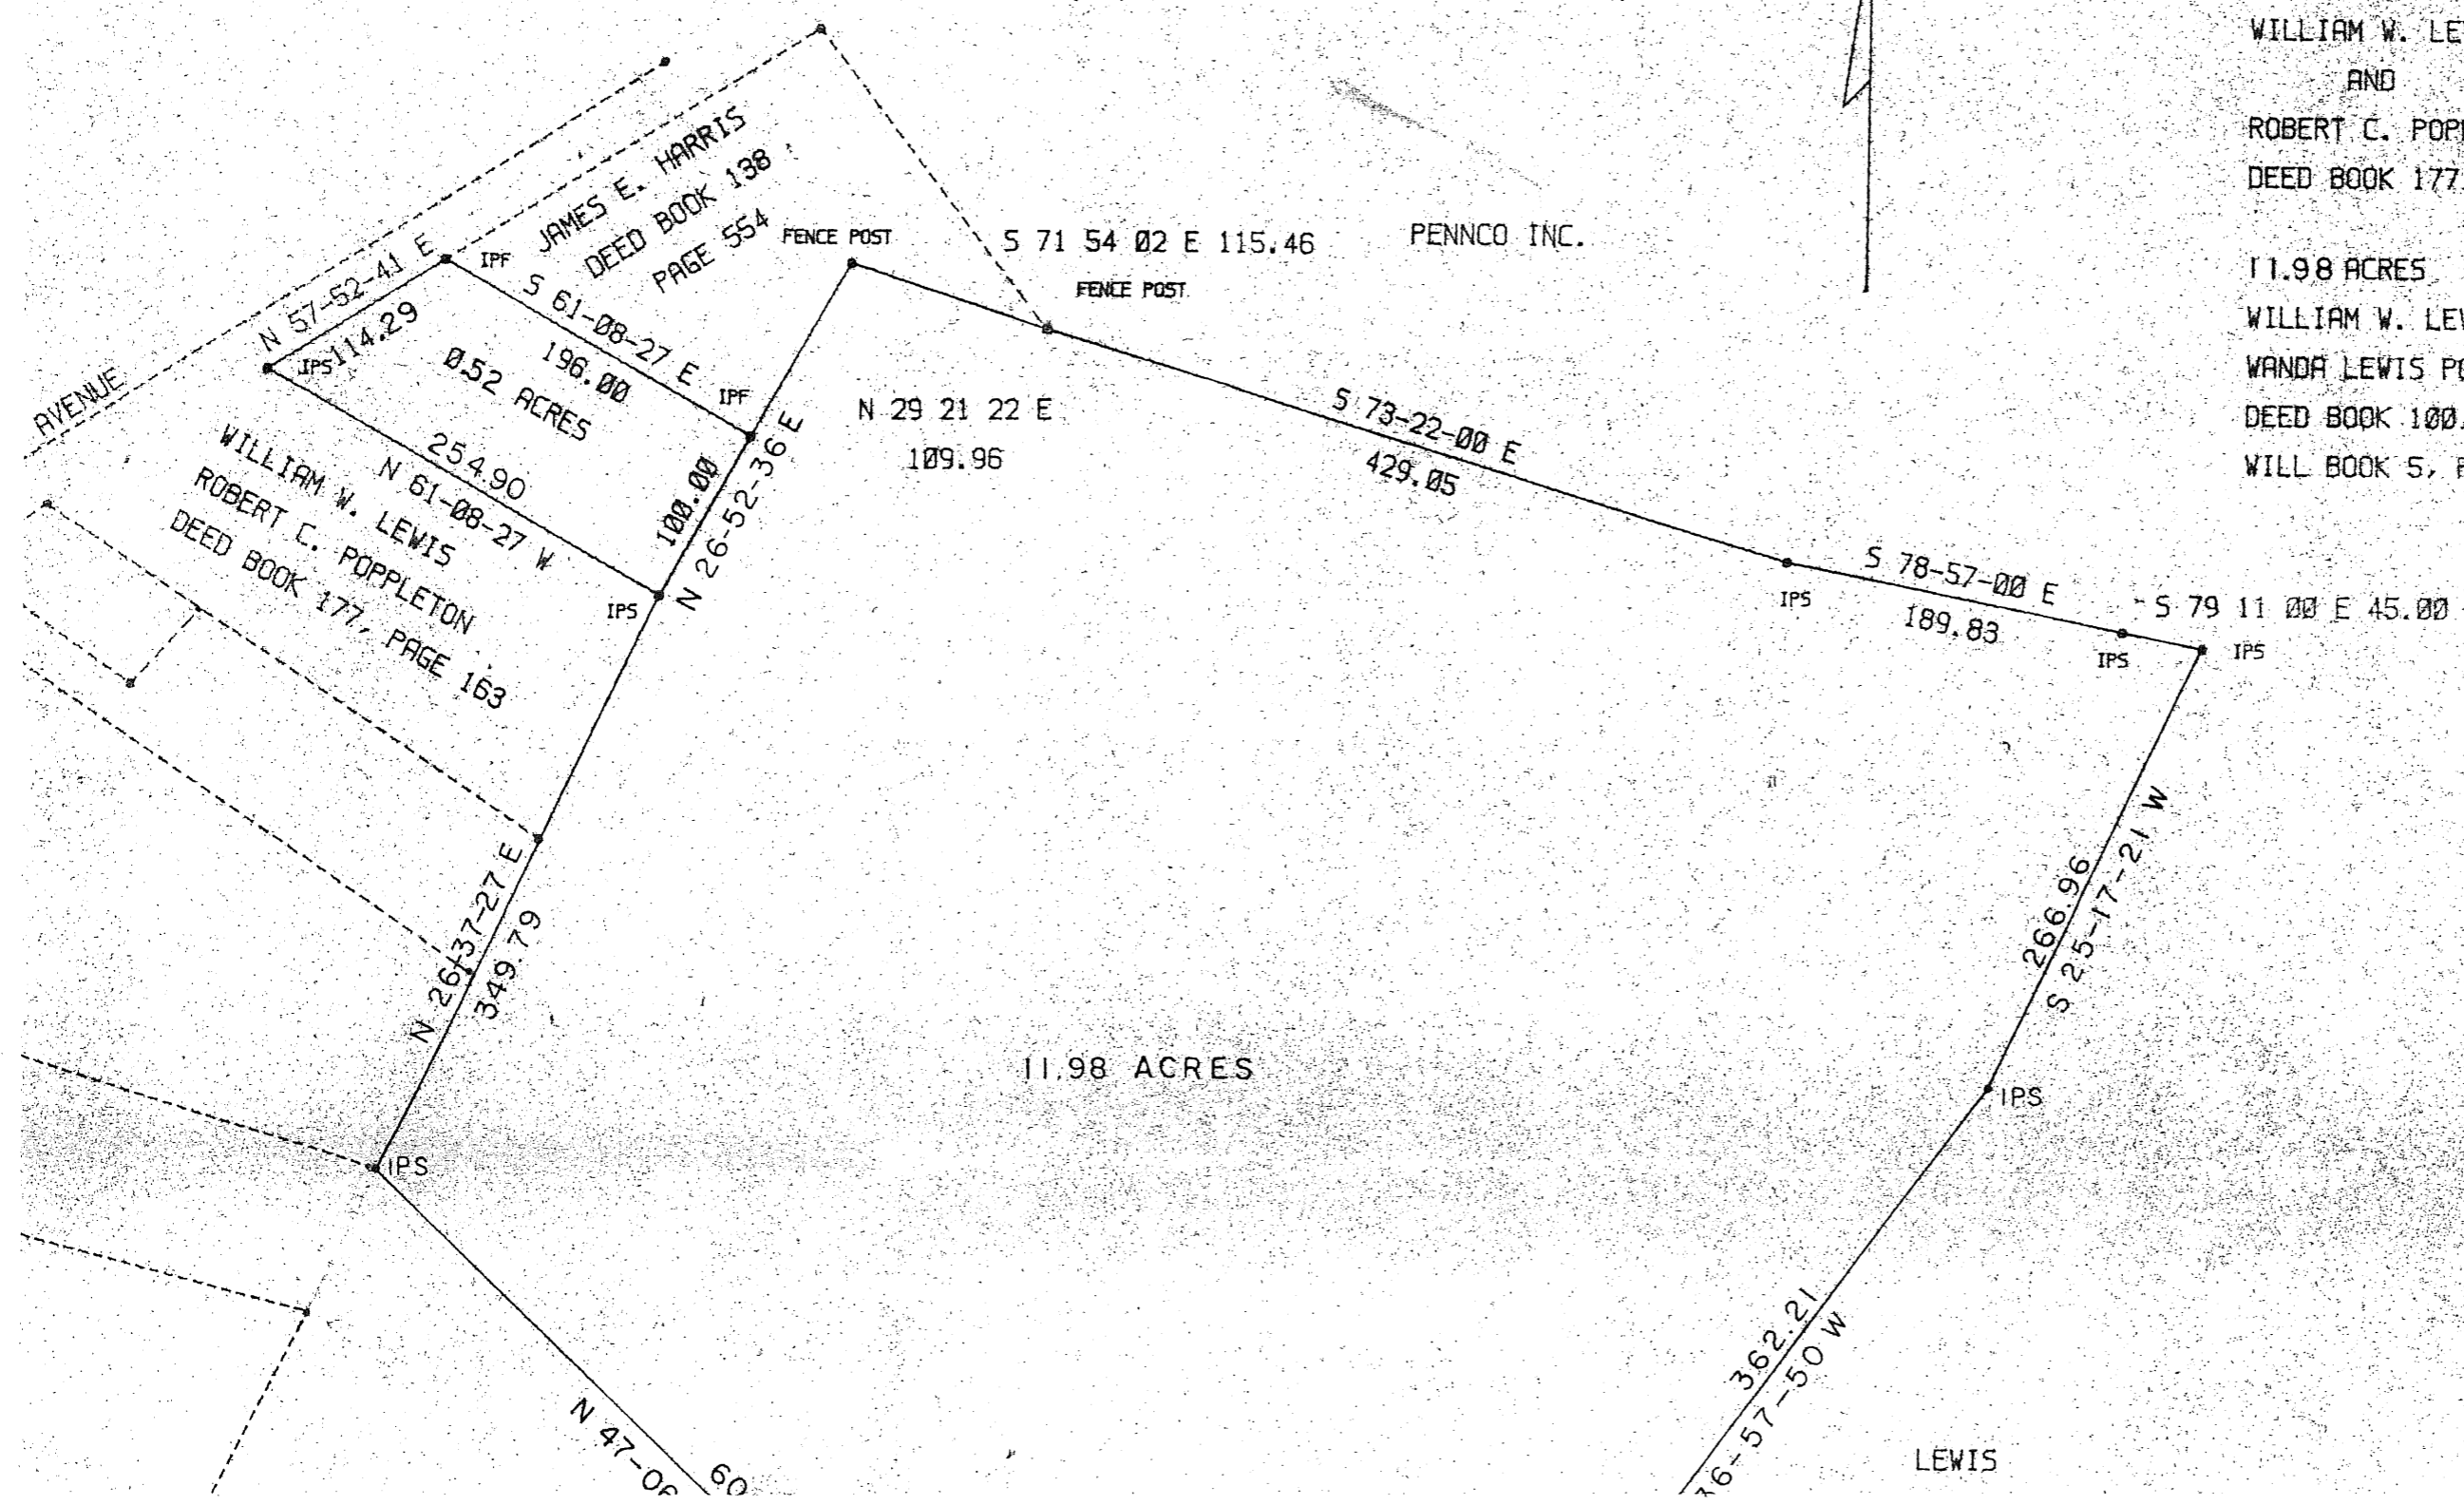 WILLIAM W. LE
AND
ROBERT C. POP
DEED BOOK 177
11.98 ACRES
WILLIAM W. LEW
WANDA LEWIS PO
DEED BOOK 100.
WILL BOOK 5,
JAMES E. HARRIS
DEED BOOK 138
PAGE 554
FENCE POST
S 71 54 02 E 115.46
FENCE POST
PENNCO INC.
AVENUE
N 57-52-41 E
114.29
IPS
IPF
S 61-08-27 E
196.00
0.52 ACRES
IPF
254.90
N 61-08-27 W
WILLIAM W. LEWIS
ROBERT C. POPPLETON
DEED BOOK 177, PAGE 163
100.00
N 26-52-36 E
IPS
N 29 21 22 E
109.96
S 73-22-00 E
429.05
IPS
S 78-57-00 E
189.83
IPS
S 79 11 00 E 45.00
IPS
266.96
S 25-17-21 W
IPS
N 26-37-27 E
349.79
IPS
11.98 ACRES
N 47-06
60
362.21
36-57-50 W
LEWIS